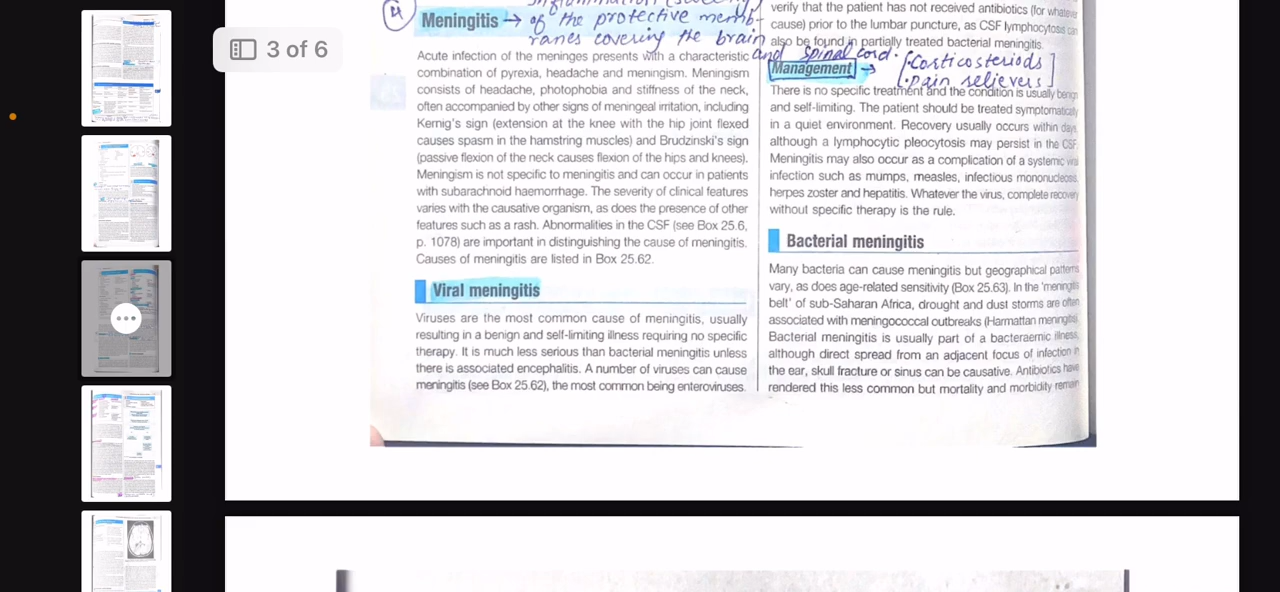 3 of 6
4
Meningitis → of the protective memb-
ranes covering the brain
and spinal cord.
Acute infection of the meninges presents with a characteristic
combination of pyrexia, headache and meningism. Meningism
consists of headache, photophobia and stiffness of the neck,
often accompanied by other signs of meningeal irritation, including
Kernig's sign (extension at the knee with the hip joint flexed
causes spasm in the hamstring muscles) and Brudzinski's sign
(passive flexion of the neck causes flexion of the hips and knees).
Meningism is not specific to meningitis and can occur in patients
with subarachnoid haemorrhage. The severity of clinical features
varies with the causative organism, as does the presence of other
features such as a rash. Abnormalities in the CSF (see Box 25.6,
p. 1078) are important in distinguishing the cause of meningitis.
Causes of meningitis are listed in Box 25.62.
Viral meningitis
Viruses are the most common cause of meningitis, usually
resulting in a benign and self-limiting illness requiring no specific
therapy. It is much less serious than bacterial meningitis unless
there is associated encephalitis. A number of viruses can cause
meningitis (see Box 25.62), the most common being enteroviruses.
verify that the patient has not received antibiotics (for whatever
cause) prior to the lumbar puncture, as CSF lymphocytosis can
also be found in partially treated bacterial meningitis.
Management → [• Corticosteriods
• pain relievers]
There is no specific treatment and the condition is usually benign
and self-limiting. The patient should be treated symptomatically
in a quiet environment. Recovery usually occurs within days,
although a lymphocytic pleocytosis may persist in the CSF.
Meningitis may also occur as a complication of a systemic viral
infection such as mumps, measles, infectious mononucleosis,
herpes zoster and hepatitis. Whatever the virus, complete recovery
without specific therapy is the rule.
Bacterial meningitis
Many bacteria can cause meningitis but geographical patterns
vary, as does age-related sensitivity (Box 25.63). In the 'meningitis
belt' of sub-Saharan Africa, drought and dust storms are often
associated with meningococcal outbreaks (Harmattan meningitis).
Bacterial meningitis is usually part of a bacteraemic illness,
although direct spread from an adjacent focus of infection in
the ear, skull fracture or sinus can be causative. Antibiotics have
rendered this less common but mortality and morbidity remain